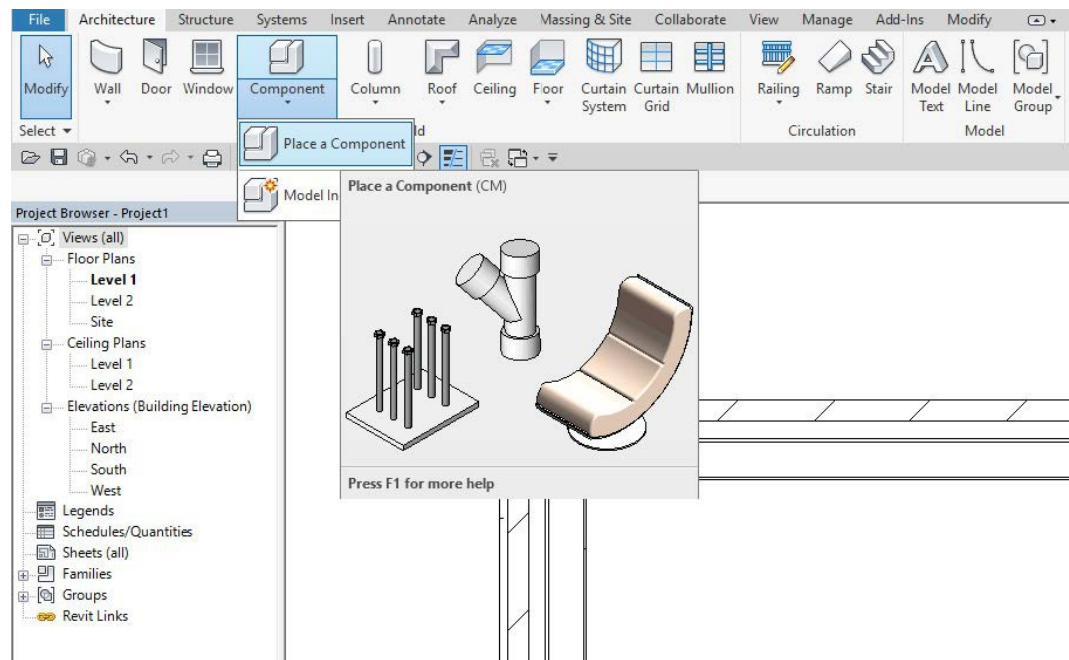 File Architecture Structure Systems Insert Annotate Analyze Massing & Site Collaborate View Manage Add-Ins Modify
Modify Wall Door Window Component Column Roof Ceiling Floor Curtain System Curtain Grid Mullion Railing Ramp Stair Model Text Model Line Model Group
Select Circulation Model
Place a Component
Model In
Place a Component (CM)
Press F1 for more help
Project Browser - Project1
Views (all)
Floor Plans
Level 1
Level 2
Site
Ceiling Plans
Level 1
Level 2
Elevations (Building Elevation)
East
North
South
West
Legends
Schedules/Quantities
Sheets (all)
Families
Groups
Revit Links